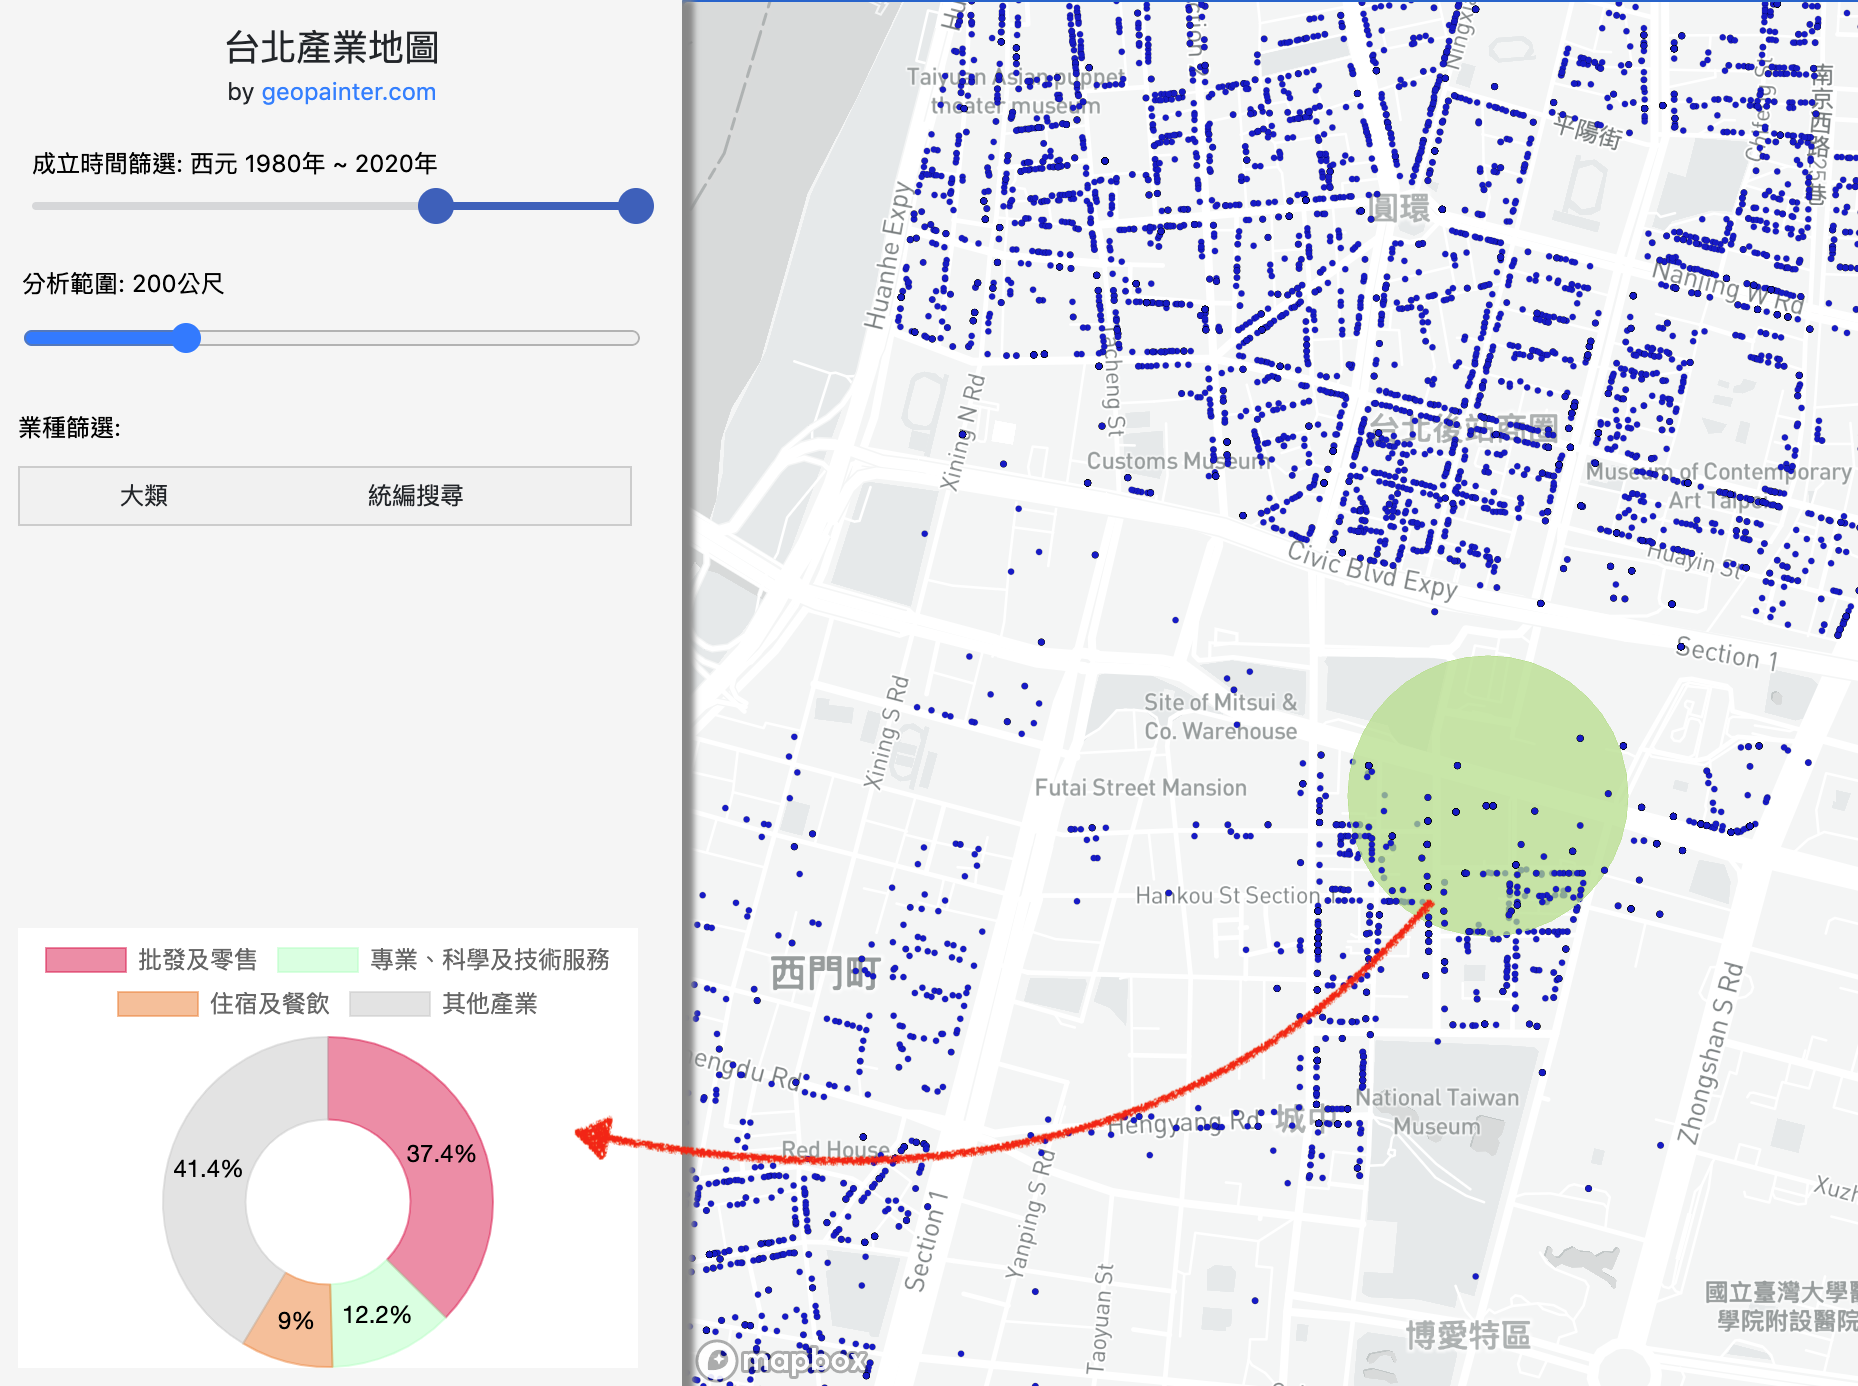 台北產業地圖
by geopainter.com
成立時間篩選: 西元 1980年 ~ 2020年
分析範圍: 200公尺
業種篩選:
大類
統編搜尋
批發及零售
專業、科學及技術服務
住宿及餐飲
其他產業
37.4%
41.4%
9%
12.2%
Taiyuan Asian puppet
theater museum
平陽街
南京西路25巷
圓環
Huanhe Expy
Nanjing W Rd
Xining N Rd
台北後站商圈
Customs Museum
Museum of Contemporary
Art Taipei
Huayin St
Civic Blvd Expy
Section 1
Xining S Rd
Site of Mitsui &
Co. Warehouse
Futai Street Mansion
Hankou St Section
西門町
Zhongshan S Rd
engdu Rd
National Taiwan
Museum
Hengyang Rd
城中
Red House
Yanping S Rd
Section 1
Taoyuan St
Xuzh
國立臺灣大學醫
學院附設醫院
博愛特區
mapbox